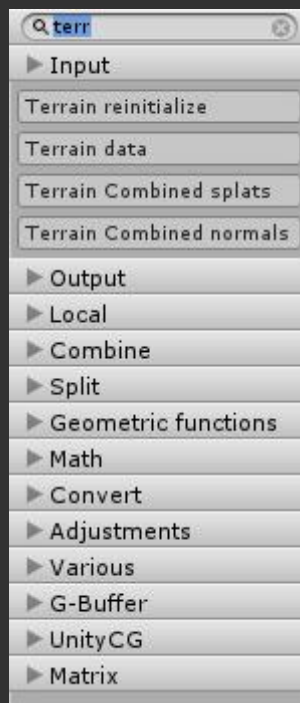 terr
Input
Terrain reinitialize
Terrain data
Terrain Combined splats
Terrain Combined normals
Output
Local
Combine
Split
Geometric functions
Math
Convert
Adjustments
Various
G-Buffer
UnityCG
Matrix